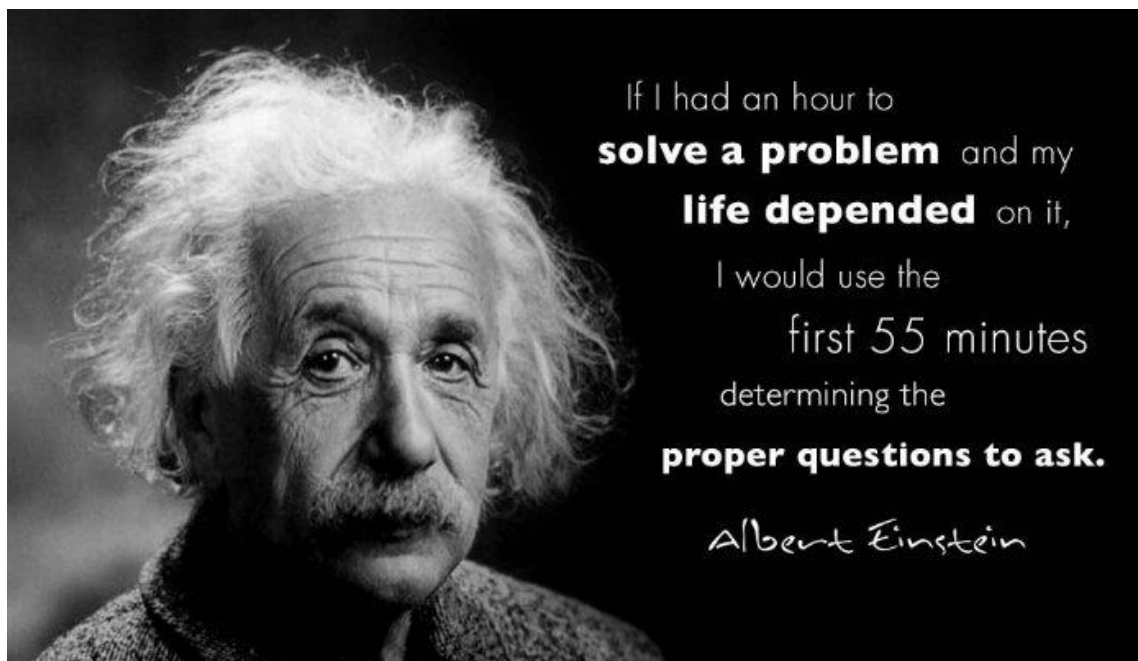 If I had an hour to
solve a problem and my
life depended on it,
I would use the
first 55 minutes
determining the
proper questions to ask.
Albert Einstein